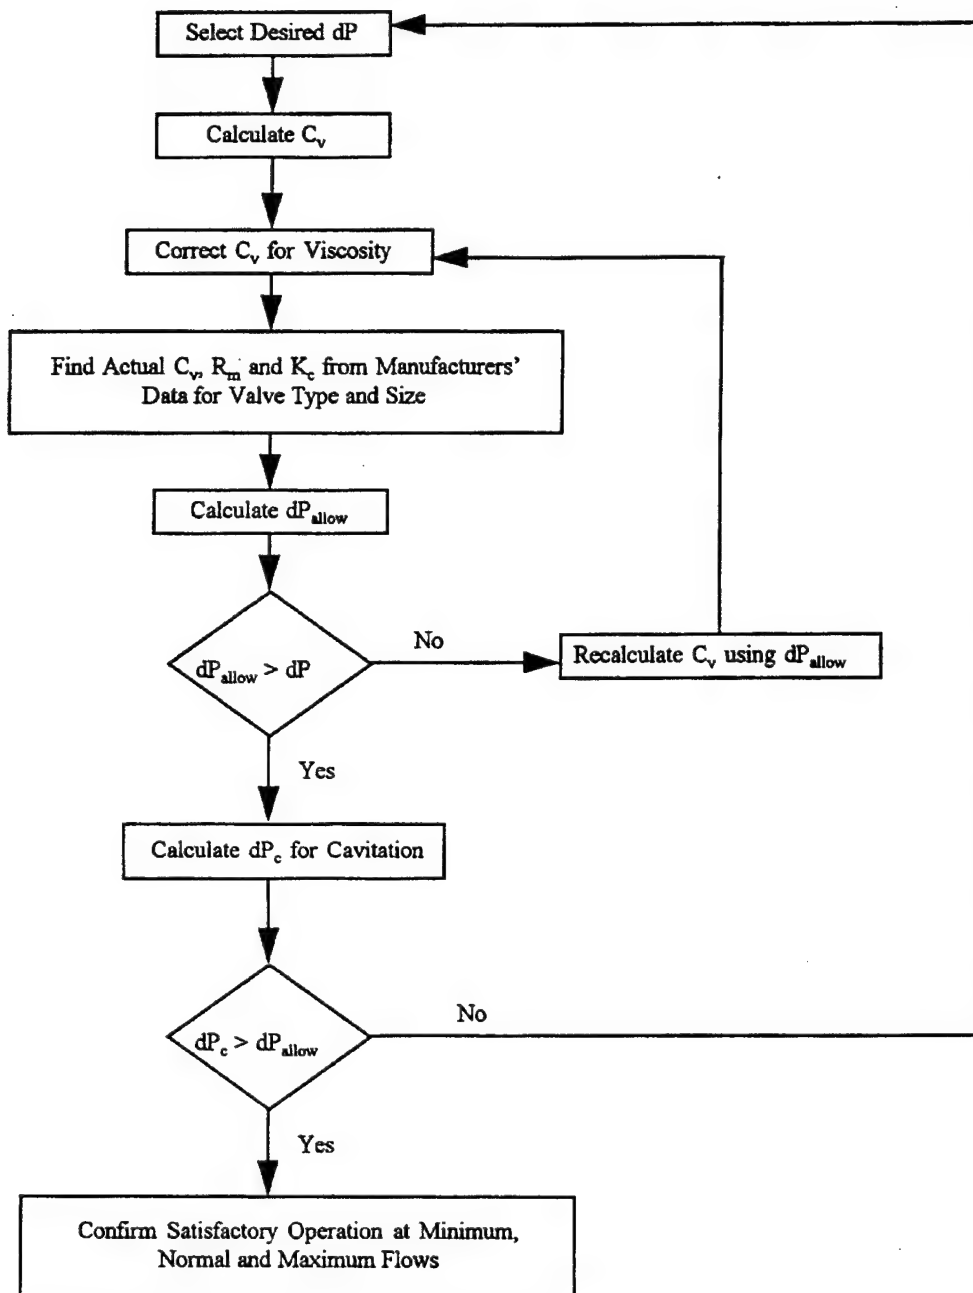 Select Desired dP
Calculate Cv
Correct Cv for Viscosity
Find Actual Cv, Rm and Kc from Manufacturers’
Data for Valve Type and Size
Calculate dPallow
dPallow > dP
No
Recalculate Cv using dPallow
Yes
Calculate dPc for Cavitation
No
dPc > dPallow
Yes
Confirm Satisfactory Operation at Minimum,
Normal and Maximum Flows